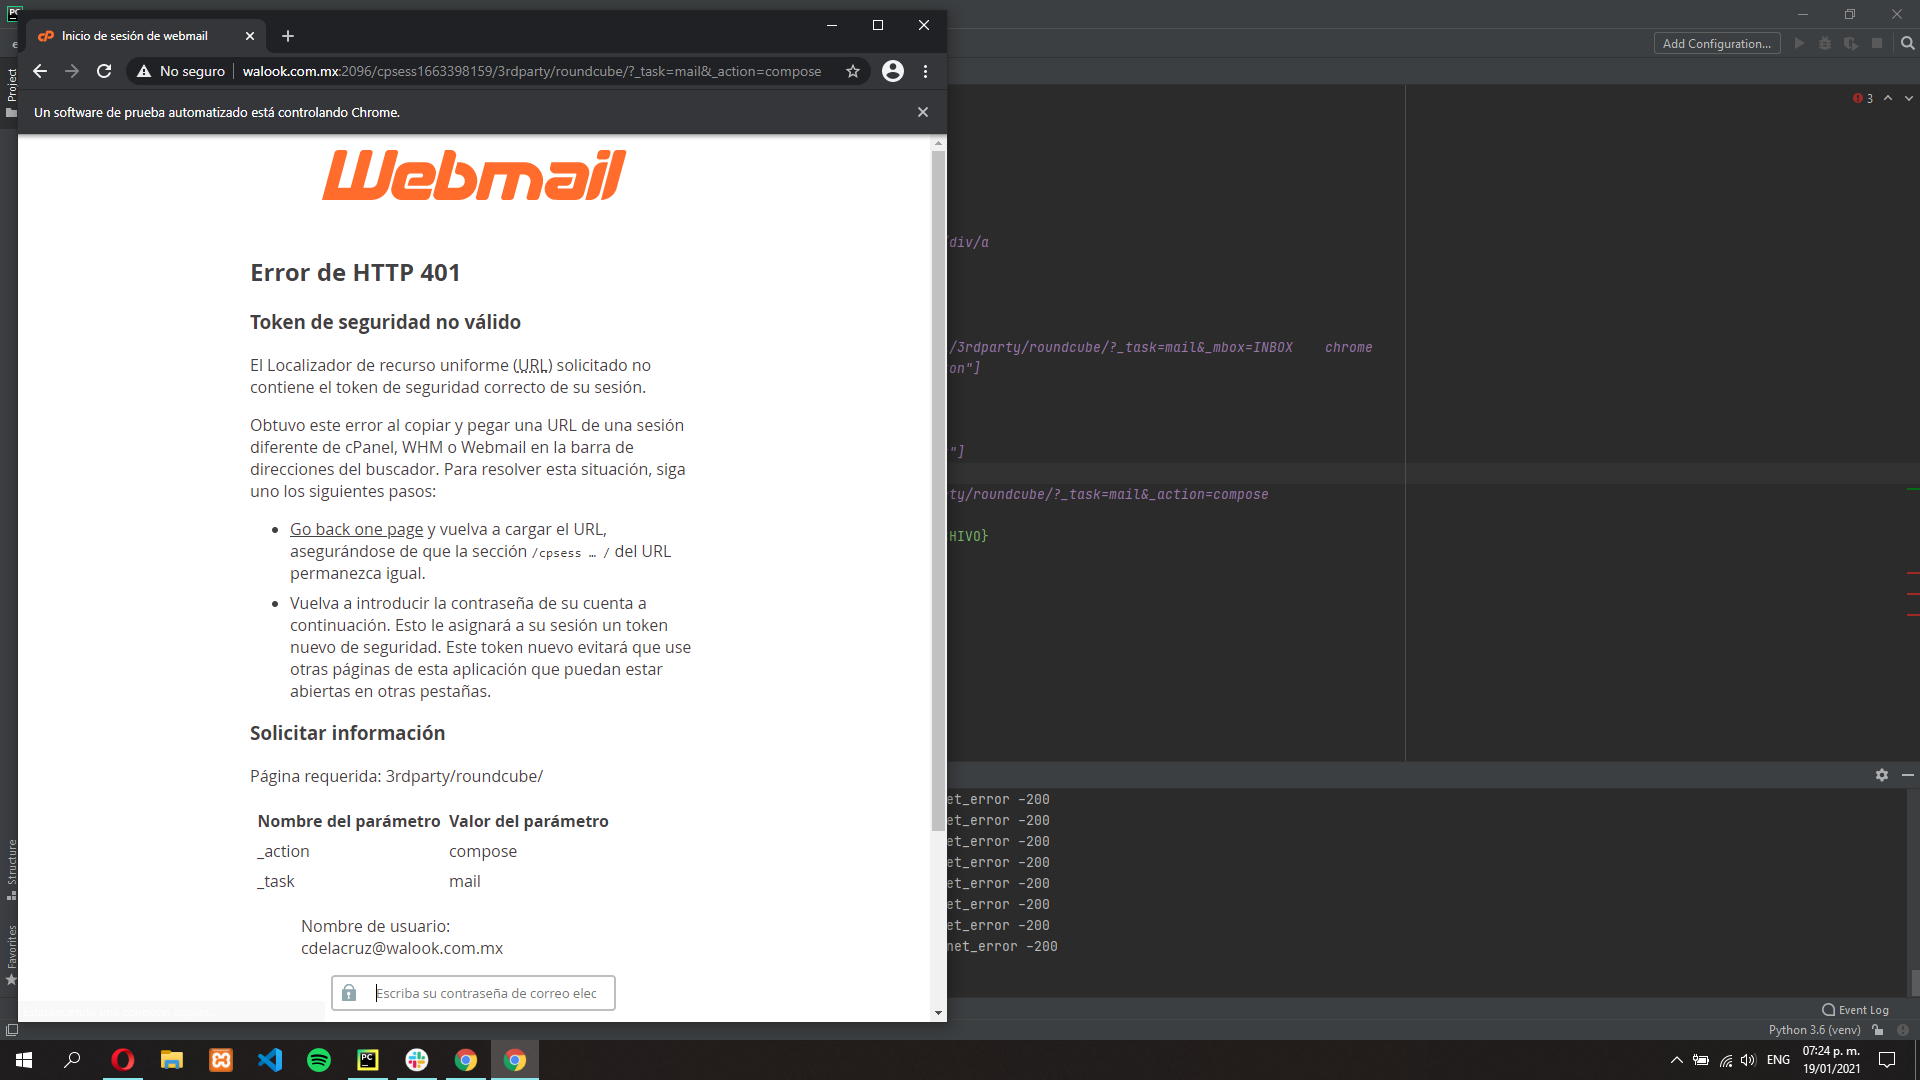 Inicio de sesión de webmail
No seguro
walook.com.mx:2096/cpsess1663398159/3rdparty/roundcube/?_task=mail&_action=compose
Un software de prueba automatizado está controlando Chrome.
Webmail
Error de HTTP 401
Token de seguridad no válido
El Localizador de recurso uniforme (URL) solicitado no
contiene el token de seguridad correcto de su sesión.
Obtuvo este error al copiar y pegar una URL de una sesión
diferente de cPanel, WHM o Webmail en la barra de
direcciones del buscador. Para resolver esta situación, siga
uno los siguientes pasos:
Go back one page y vuelva a cargar el URL,
asegurándose de que la sección /cpsess … / del URL
permanezca igual.
Vuelva a introducir la contraseña de su cuenta a
continuación. Esto le asignará a su sesión un token
nuevo de seguridad. Este token nuevo evitará que use
otras páginas de esta aplicación que puedan estar
abiertas en otras pestañas.
Solicitar información
Página requerida: 3rdparty/roundcube/
Nombre del parámetro Valor del parámetro
_action compose
_task mail
Nombre de usuario:
cdelacruz@walook.com.mx
Escriba su contraseña de correo elec
Add Configuration...
3
div/a
/3rdparty/roundcube/?_task=mail&_mbox=INBOX chrome
on"]
"]
ty/roundcube/?_task=mail&_action=compose
HIVO}
et_error -200
et_error -200
et_error -200
et_error -200
et_error -200
et_error -200
et_error -200
net_error -200
Project
Structure
Favorites
Event Log
Python 3.6 (venv)
PC
ENG
07:24 p. m.
19/01/2021